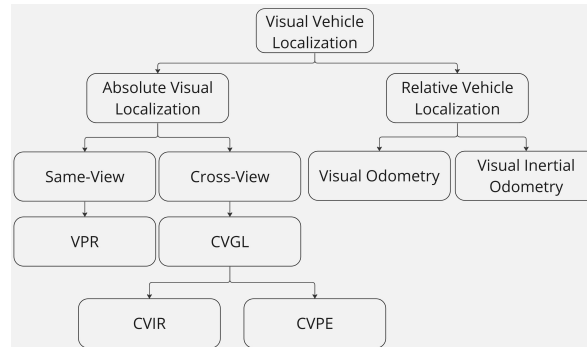 Visual Vehicle
Localization
Absolute Visual
Localization
Relative Vehicle
Localization
Same-View
Cross-View
Visual Odometry
Visual Inertial
Odometry
VPR
CVGL
CVIR
CVPE